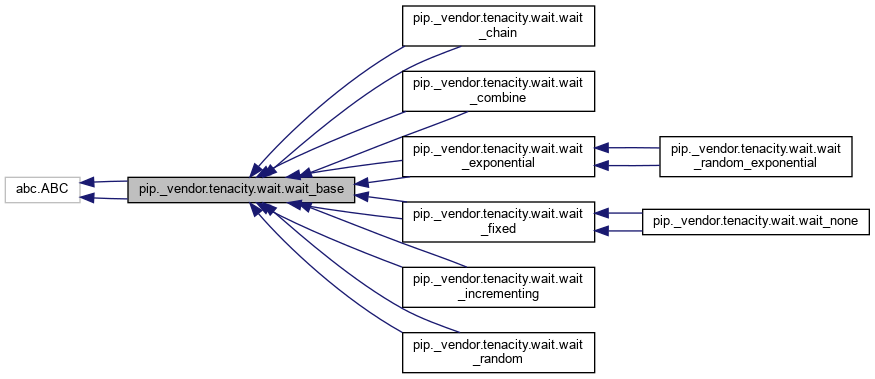 abc.ABC
pip._vendor.tenacity.wait.wait_base
pip._vendor.tenacity.wait.wait
_chain
pip._vendor.tenacity.wait.wait
_combine
pip._vendor.tenacity.wait.wait
_exponential
pip._vendor.tenacity.wait.wait
_fixed
pip._vendor.tenacity.wait.wait
_incrementing
pip._vendor.tenacity.wait.wait
_random
pip._vendor.tenacity.wait.wait
_random_exponential
pip._vendor.tenacity.wait.wait_none